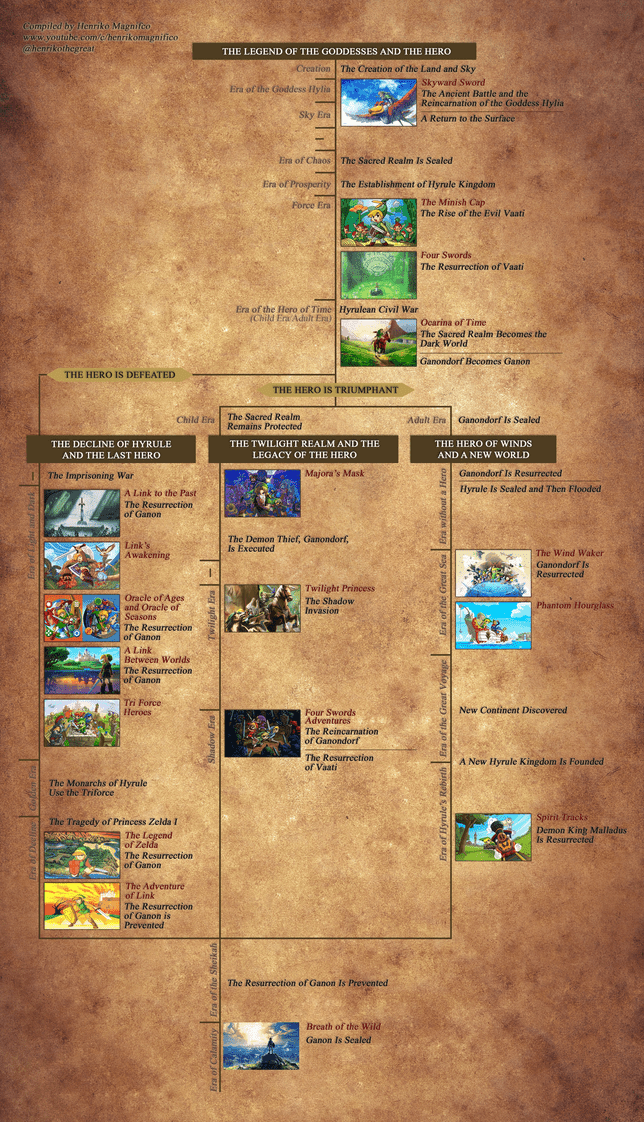 Compiled by Henriko Magnifco
www.youtube.com/c/henrikomagnifico
@henrikothegreat
THE LEGEND OF THE GODDESSES AND THE HERO
Creation
The Creation of the Land and Sky
Era of the Goddess Hylia
Skyward Sword
The Ancient Battle and the
Reincarnation of the Goddess Hylia
Sky Era
A Return to the Surface
Era of Chaos
The Sacred Realm Is Sealed
Era of Prosperity
The Establishment of Hyrule Kingdom
Force Era
The Minish Cap
The Rise of the Evil Vaati
Four Swords
The Resurrection of Vaati
Era of the Hero of Time
(Child Era Adult Era)
Hyrulean Civil War
Ocarina of Time
The Sacred Realm Becomes the
Dark World
Ganondorf Becomes Ganon
THE HERO IS DEFEATED
THE HERO IS TRIUMPHANT
Child Era
The Sacred Realm
Remains Protected
Adult Era
Ganondorf Is Sealed
THE DECLINE OF HYRULE
AND THE LAST HERO
The Imprisoning War
Era of Light and Dark
A Link to the Past
The Resurrection
of Ganon
Link's
Awakening
Oracle of Ages
and Oracle of
Seasons
The Resurrection
of Ganon
A Link
Between Worlds
The Resurrection
of Ganon
Tri Force
Heroes
Golden Era
The Monarchs of Hyrule
Use the Triforce
Era of Decline
The Tragedy of Princess Zelda I
The Legend
of Zelda
The Resurrection
of Ganon
The Adventure
of Link
The Resurrection
of Ganon is
Prevented
THE TWILIGHT REALM AND THE
LEGACY OF THE HERO
Majora's Mask
The Demon Thief, Ganondorf,
Is Executed
Twilight Era
Twilight Princess
The Shadow
Invasion
Shadow Era
Four Swords
Adventures
The Reincarnation
of Ganondorf
The Resurrection
of Vaati
THE HERO OF WINDS
AND A NEW WORLD
Era without a Hero
Ganondorf Is Resurrected
Hyrule Is Sealed and Then Flooded
Era of the Great Sea
The Wind Waker
Ganondorf Is
Resurrected
Phantom Hourglass
Era of the Great Voyage
New Continent Discovered
Era of Hyrule's Rebirth
A New Hyrule Kingdom Is Founded
Spirit Tracks
Demon King Malladus
Is Resurrected
Era of the Sheikah
The Resurrection of Ganon Is Prevented
Era of Calamity
Breath of the Wild
Ganon Is Sealed